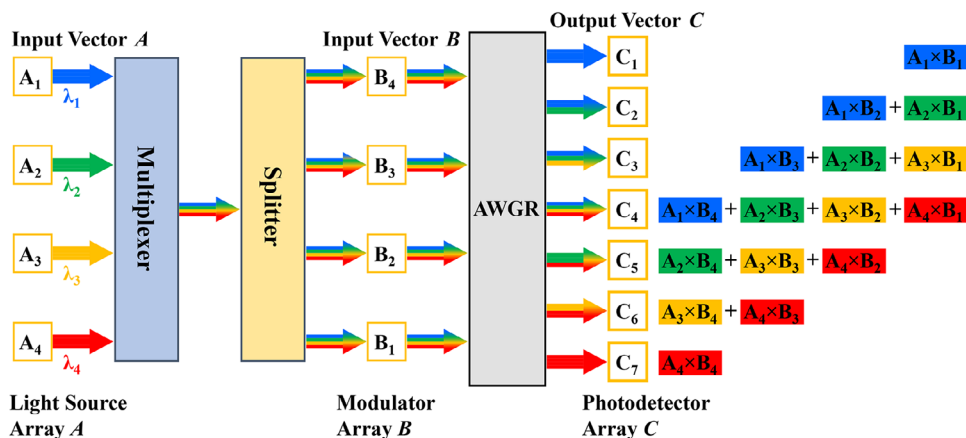 Input Vector A
Input Vector B
Output Vector C
A₁
λ₁
A₂
λ₂
A₃
λ₃
A₄
λ₄
Multiplexer
Splitter
B₄
B₃
B₂
B₁
AWGR
C₁
A₁×B₁
C₂
A₁×B₂ + A₂×B₁
C₃
A₁×B₃ + A₂×B₂ + A₃×B₁
C₄
A₁×B₄ + A₂×B₃ + A₃×B₂ + A₄×B₁
C₅
A₂×B₄ + A₃×B₃ + A₄×B₂
C₆
A₃×B₄ + A₄×B₃
C₇
A₄×B₄
Light Source
Array A
Modulator
Array B
Photodetector
Array C